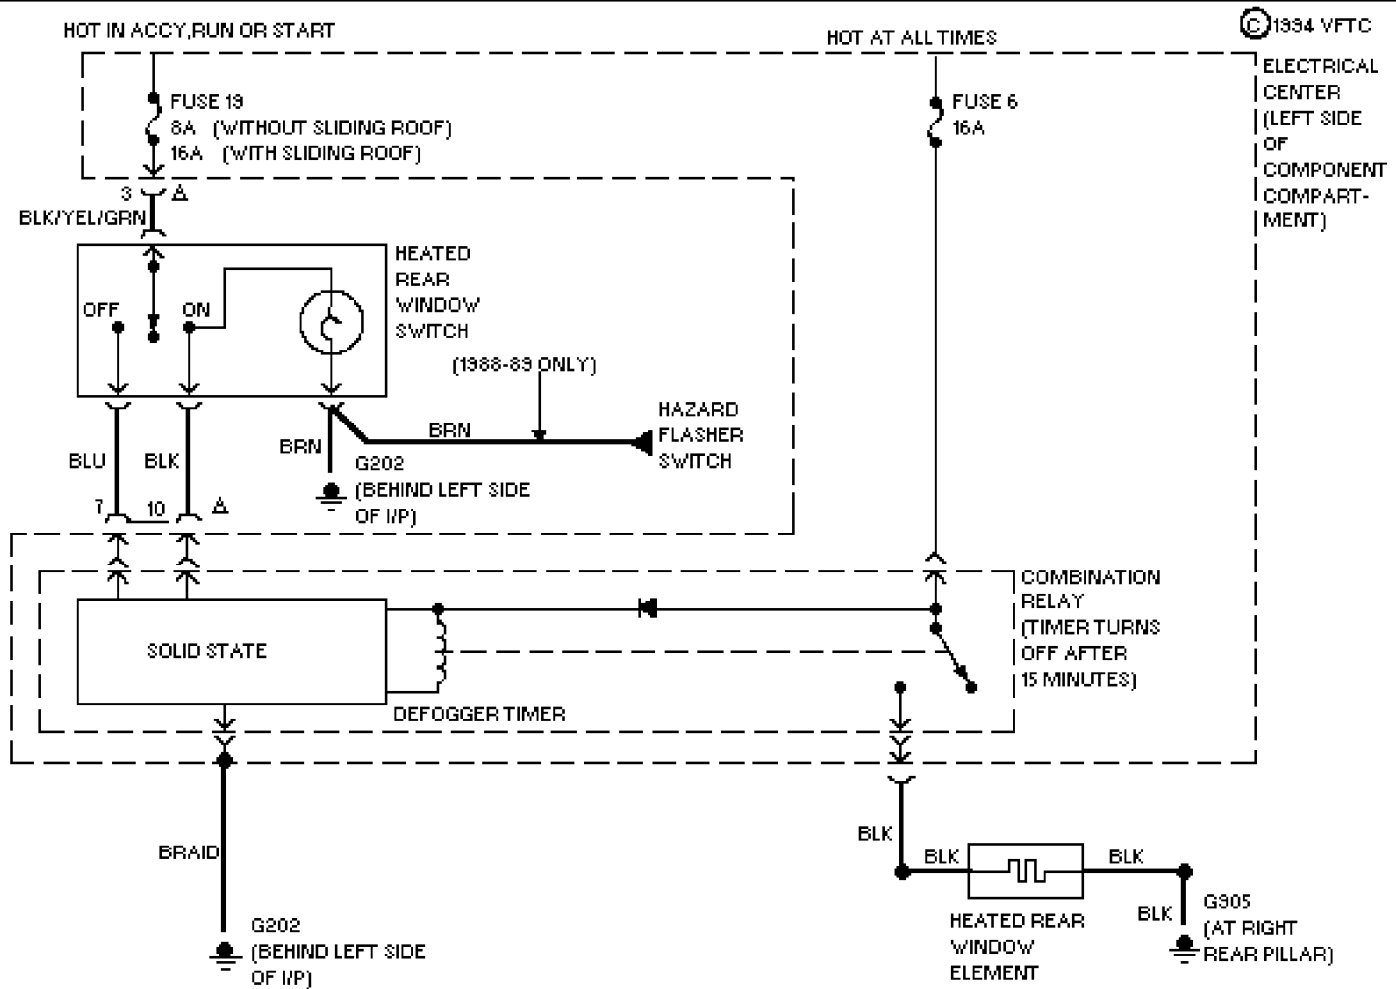 HOT IN ACCY,RUN OR START
HOT AT ALL TIMES
© 1994 VFTC
ELECTRICAL
CENTER
(LEFT SIDE
OF
COMPONENT
COMPART-
MENT)
FUSE 19
8A (WITHOUT SLIDING ROOF)
16A (WITH SLIDING ROOF)
FUSE 6
16A
3 A
BLK/YEL/GRN
HEATED
REAR
WINDOW
SWITCH
OFF
ON
(1988-89 ONLY)
HAZARD
FLASHER
SWITCH
BRN
BRN
BLU
BLK
G202
(BEHIND LEFT SIDE
OF I/P)
7 10 A
COMBINATION
RELAY
(TIMER TURNS
OFF AFTER
15 MINUTES)
SOLID STATE
DEFOGGER TIMER
BRAID
G202
(BEHIND LEFT SIDE
OF I/P)
BLK
BLK
BLK
BLK
HEATED REAR
WINDOW
ELEMENT
G905
(AT RIGHT
REAR PILLAR)